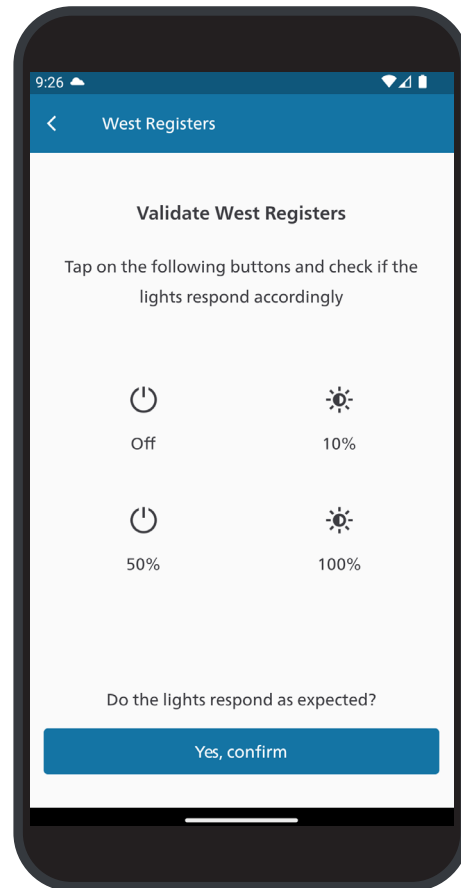 9:26
West Registers
Validate West Registers
Tap on the following buttons and check if the
lights respond accordingly
Off
10%
50%
100%
Do the lights respond as expected?
Yes, confirm